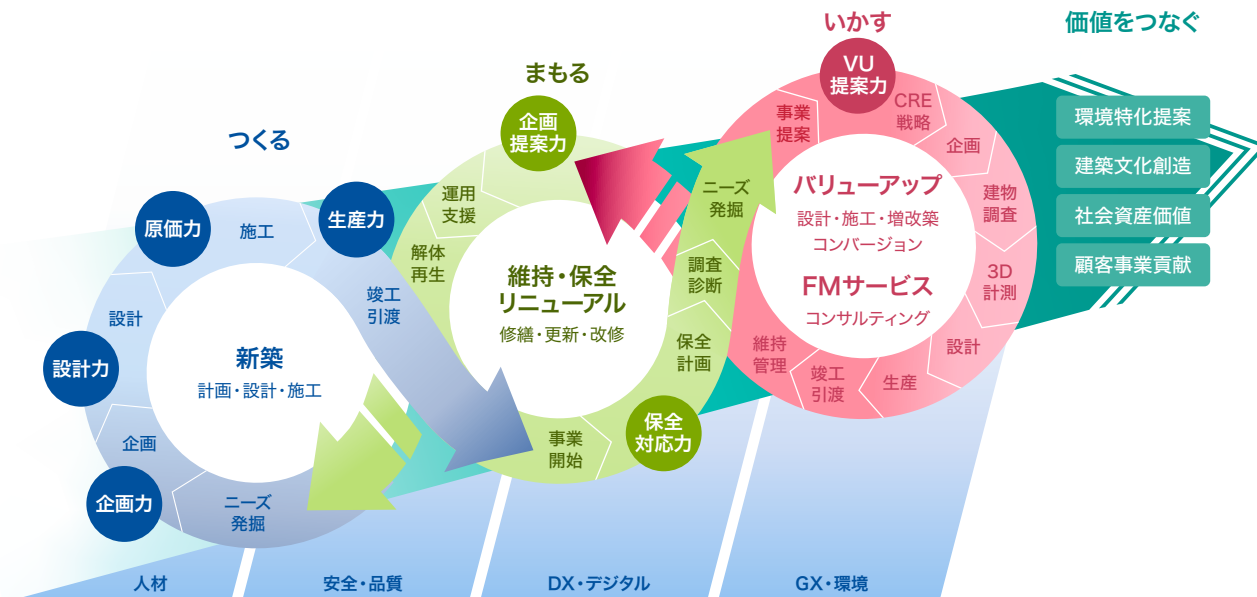 つくる
まもる
いかす
価値をつなぐ
原価力
生産力
設計力
企画力
施工
設計
企画
ニーズ
発掘
竣工
引渡
新築
計画・設計・施工
企画
提案力
保全
対応力
運用
支援
解体
再生
事業
開始
保全
計画
調査
診断
ニーズ
発掘
維持・保全
リニューアル
修繕・更新・改修
VU
提案力
事業
提案
CRE
戦略
企画
建物
調査
3D
計測
設計
生産
竣工
引渡
維持
管理
バリューアップ
設計・施工・増改築
コンバージョン
FMサービス
コンサルティング
環境特化提案
建築文化創造
社会資産価値
顧客事業貢献
人材
安全・品質
DX・デジタル
GX・環境